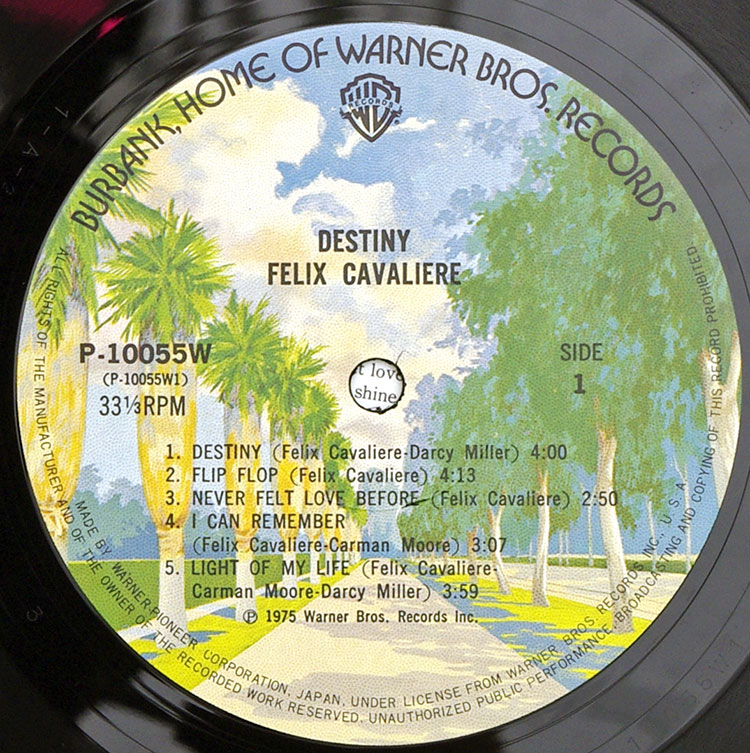 BURBANK, HOME OF WARNER BROS. RECORDS
WB
RECORDS
DESTINY
FELIX CAVALIERE
P-10055W
(P-10055W1)
33⅓RPM
SIDE
1
t love
shine
1. DESTINY (Felix Cavaliere-Darcy Miller) 4:00
2. FLIP FLOP (Felix Cavaliere) 4:13
3. NEVER FELT LOVE BEFORE (Felix Cavaliere) 2:50
4. I CAN REMEMBER
(Felix Cavaliere-Carman Moore) 3:07
5. LIGHT OF MY LIFE (Felix Cavaliere-
Carman Moore-Darcy Miller) 3:59
℗ 1975 Warner Bros. Records Inc.
MADE BY WARNER-PIONEER CORPORATION, JAPAN, UNDER LICENSE FROM WARNER BROS. RECORDS INC., U.S.A.
ALL RIGHTS OF THE MANUFACTURER AND OF THE OWNER OF THE RECORDED WORK RESERVED. UNAUTHORIZED PUBLIC PERFORMANCE, BROADCASTING AND COPYING OF THIS RECORD PROHIBITED
1-A-
3